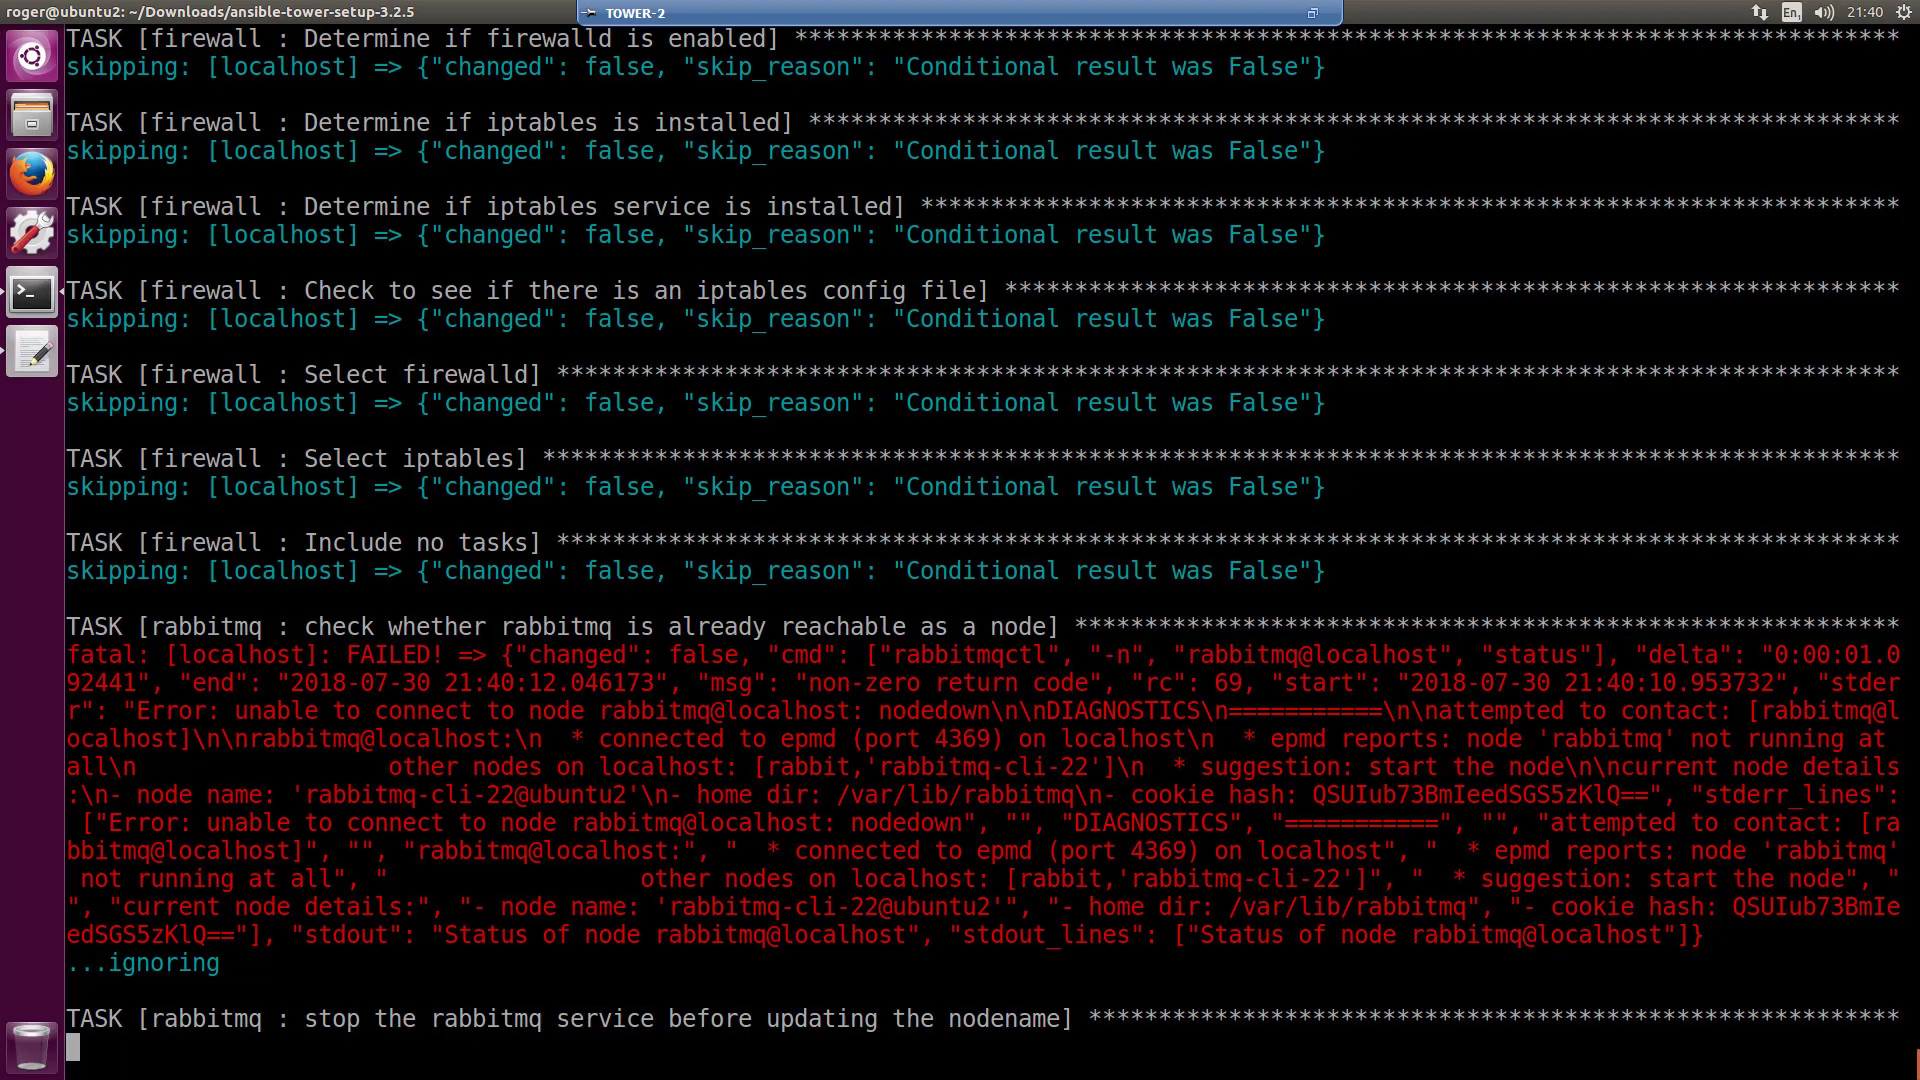 roger@ubuntu2: ~/Downloads/ansible-tower-setup-3.2.5
TOWER-2
En1
21:40
TASK [firewall : Determine if firewalld is enabled] *******************************************************************************
skipping: [localhost] => {"changed": false, "skip_reason": "Conditional result was False"}
TASK [firewall : Determine if iptables is installed] ******************************************************************************
skipping: [localhost] => {"changed": false, "skip_reason": "Conditional result was False"}
TASK [firewall : Determine if iptables service is installed] **********************************************************************
skipping: [localhost] => {"changed": false, "skip_reason": "Conditional result was False"}
TASK [firewall : Check to see if there is an iptables config file] ****************************************************************
skipping: [localhost] => {"changed": false, "skip_reason": "Conditional result was False"}
TASK [firewall : Select firewalld] ************************************************************************************************
skipping: [localhost] => {"changed": false, "skip_reason": "Conditional result was False"}
TASK [firewall : Select iptables] *************************************************************************************************
skipping: [localhost] => {"changed": false, "skip_reason": "Conditional result was False"}
TASK [firewall : Include no tasks] ************************************************************************************************
skipping: [localhost] => {"changed": false, "skip_reason": "Conditional result was False"}
TASK [rabbitmq : check whether rabbitmq is already reachable as a node] ***********************************************************
fatal: [localhost]: FAILED! => {"changed": false, "cmd": ["rabbitmqctl", "-n", "rabbitmq@localhost", "status"], "delta": "0:00:01.0
92441", "end": "2018-07-30 21:40:12.046173", "msg": "non-zero return code", "rc": 69, "start": "2018-07-30 21:40:10.953732", "stder
r": "Error: unable to connect to node rabbitmq@localhost: nodedown\n\nDIAGNOSTICS\n===========\n\nattempted to contact: [rabbitmq@l
ocalhost]\n\nrabbitmq@localhost:\n  * connected to epmd (port 4369) on localhost\n  * epmd reports: node 'rabbitmq' not running at 
all\n                  other nodes on localhost: [rabbit,'rabbitmq-cli-22']\n  * suggestion: start the node\n\ncurrent node details
:\n- node name: 'rabbitmq-cli-22@ubuntu2'\n- home dir: /var/lib/rabbitmq\n- cookie hash: QSUIub73BmIeedSGS5zKlQ==", "stderr_lines":
 ["Error: unable to connect to node rabbitmq@localhost: nodedown", "", "DIAGNOSTICS", "===========", "", "attempted to contact: [ra
bbitmq@localhost]", "", "rabbitmq@localhost:", "  * connected to epmd (port 4369) on localhost", "  * epmd reports: node 'rabbitmq'
 not running at all", "                  other nodes on localhost: [rabbit,'rabbitmq-cli-22']", "  * suggestion: start the node", "
", "current node details:", "- node name: 'rabbitmq-cli-22@ubuntu2'", "- home dir: /var/lib/rabbitmq", "- cookie hash: QSUIub73BmIe
edSGS5zKlQ=="], "stdout": "Status of node rabbitmq@localhost", "stdout_lines": ["Status of node rabbitmq@localhost"]}
...ignoring
TASK [rabbitmq : stop the rabbitmq service before updating the nodename] **********************************************************